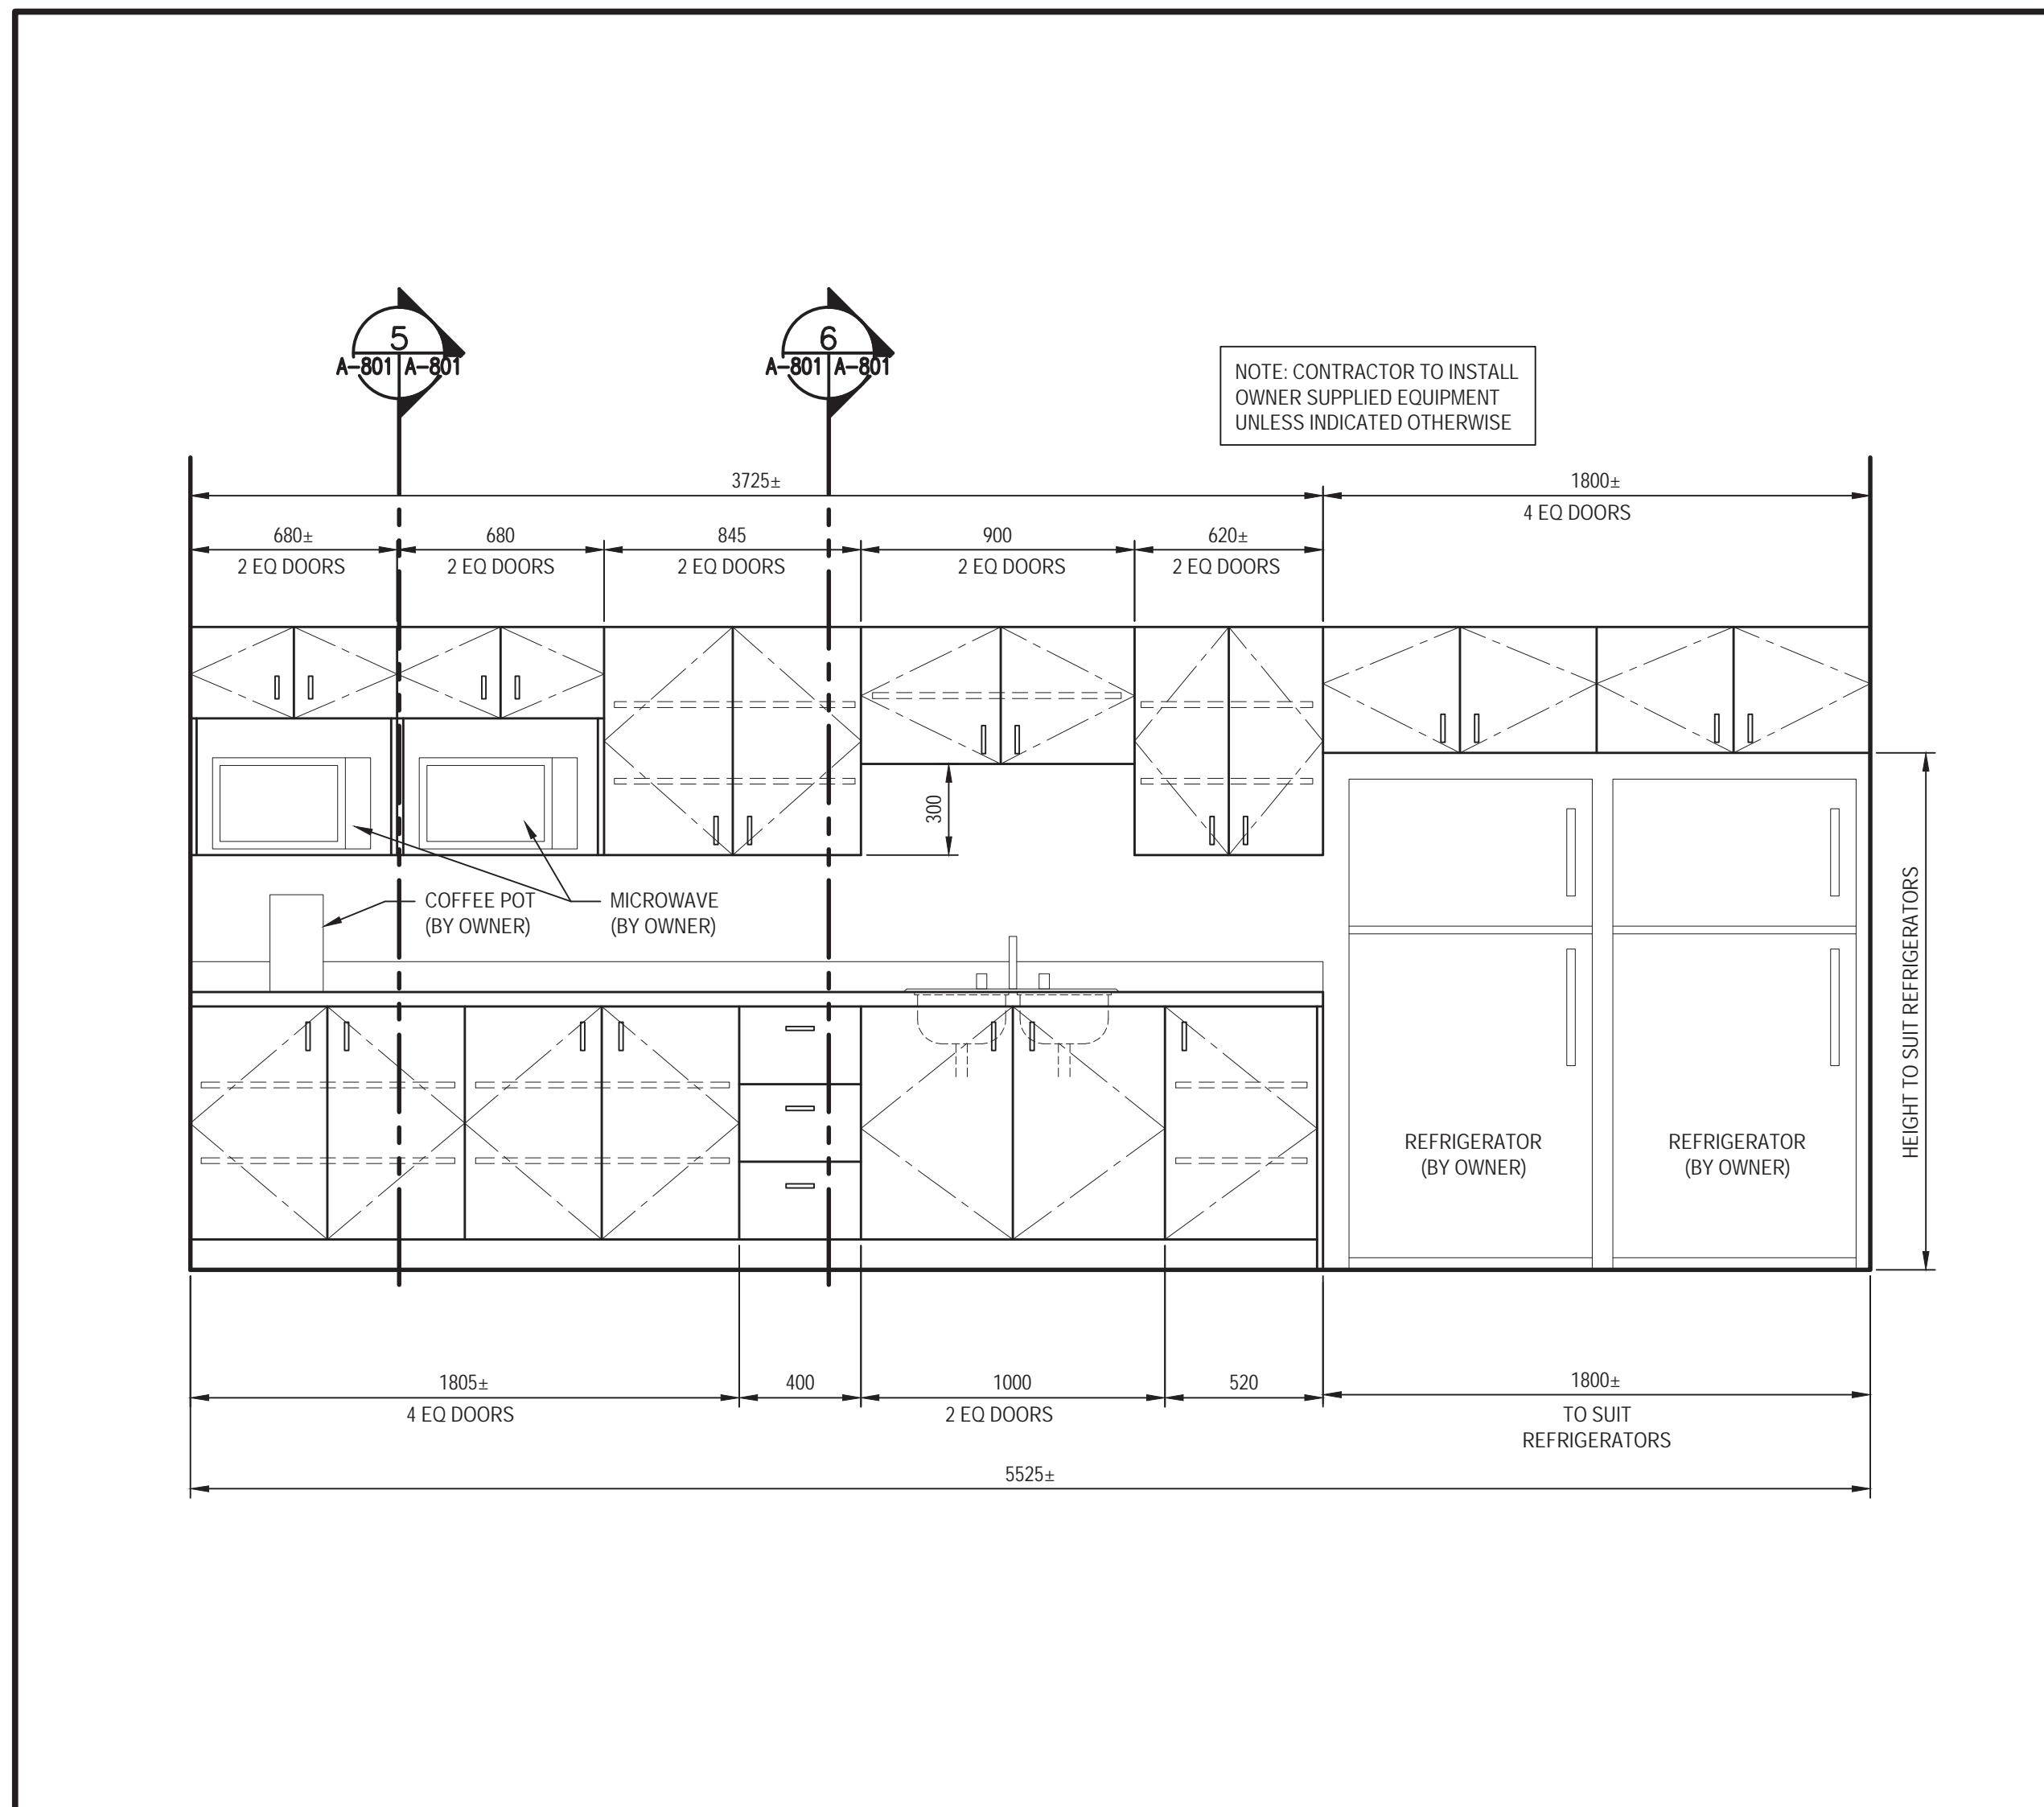 5
A-801 A-801
6
A-801 A-801
NOTE: CONTRACTOR TO INSTALL
OWNER SUPPLIED EQUIPMENT
UNLESS INDICATED OTHERWISE
3725±
1800±
4 EQ DOORS
680±
2 EQ DOORS
680
2 EQ DOORS
845
2 EQ DOORS
900
2 EQ DOORS
620±
2 EQ DOORS
300
COFFEE POT
(BY OWNER)
MICROWAVE
(BY OWNER)
REFRIGERATOR
(BY OWNER)
REFRIGERATOR
(BY OWNER)
HEIGHT TO SUIT REFRIGERATORS
1805±
4 EQ DOORS
400
1000
2 EQ DOORS
520
1800±
TO SUIT
REFRIGERATORS
5525±